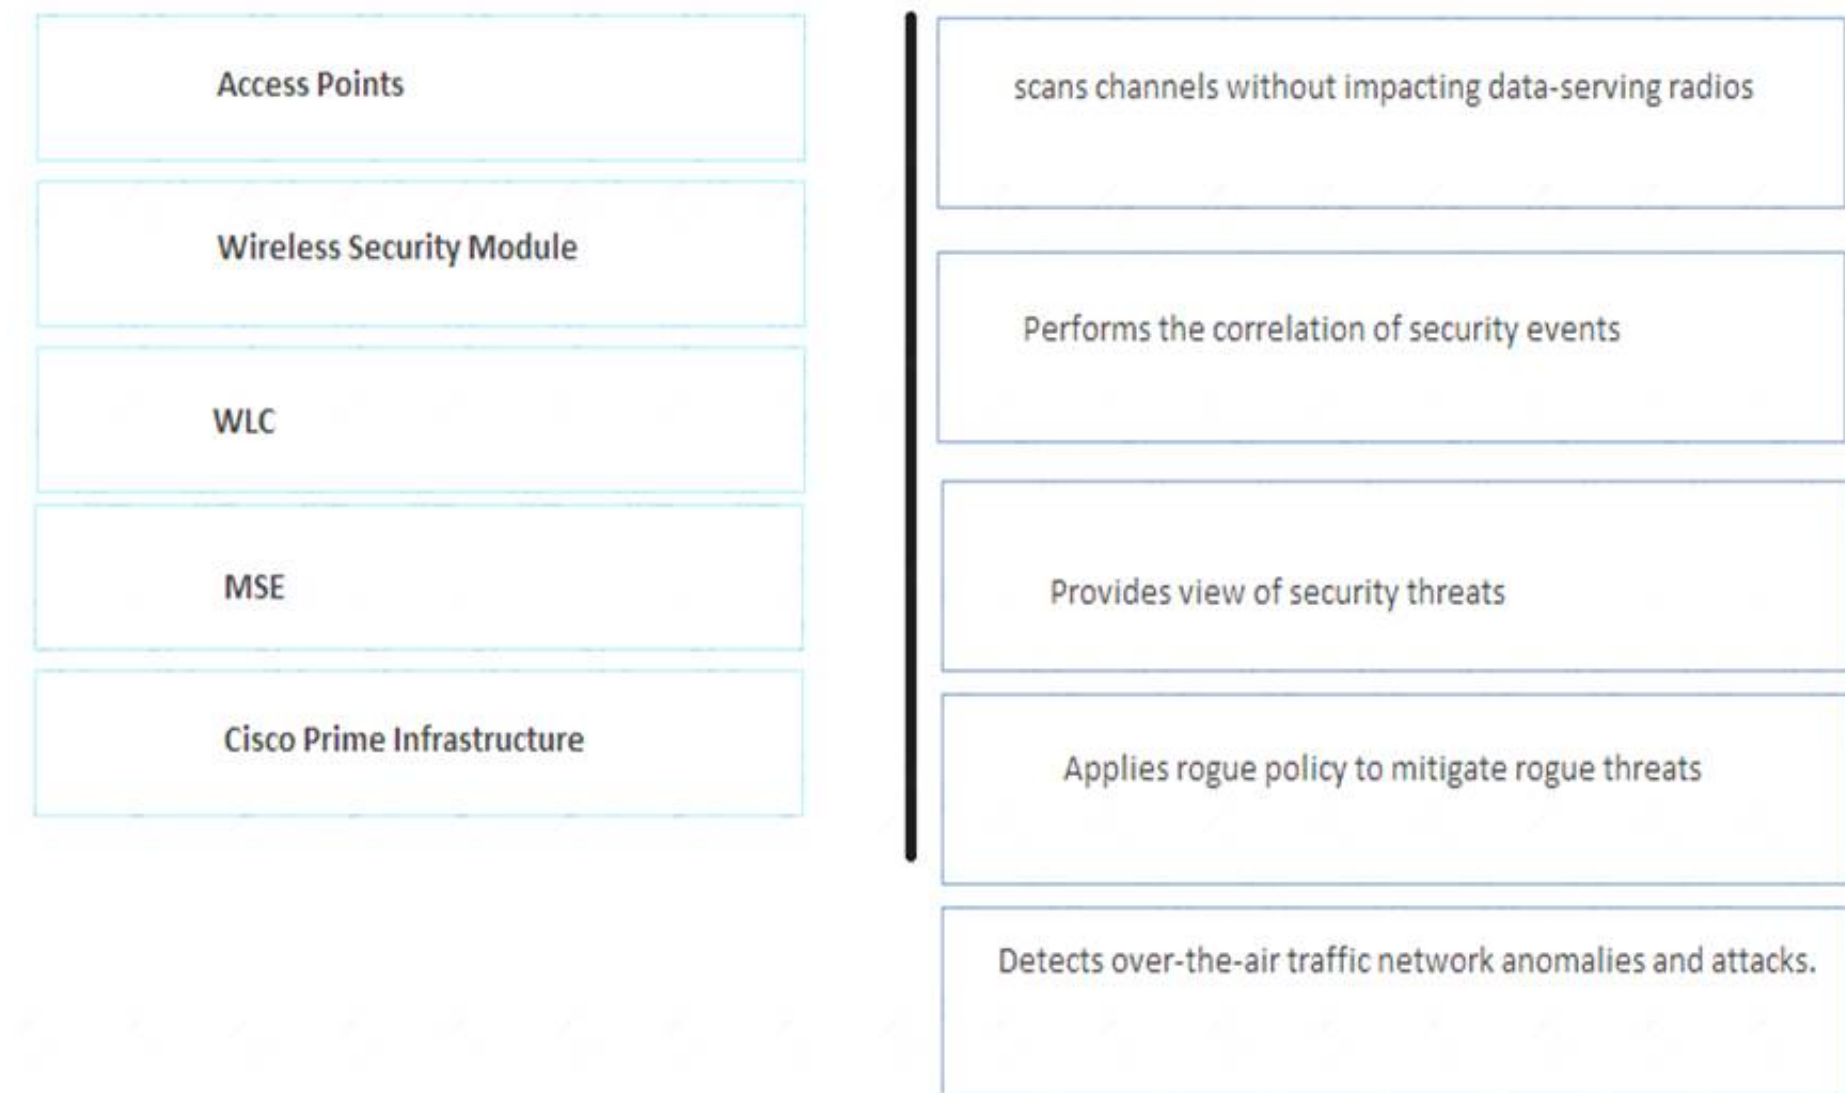 Access Points
Wireless Security Module
WLC
MSE
Cisco Prime Infrastructure
scans channels without impacting data-serving radios
Performs the correlation of security events
Provides view of security threats
Applies rogue policy to mitigate rogue threats
Detects over-the-air traffic network anomalies and attacks.